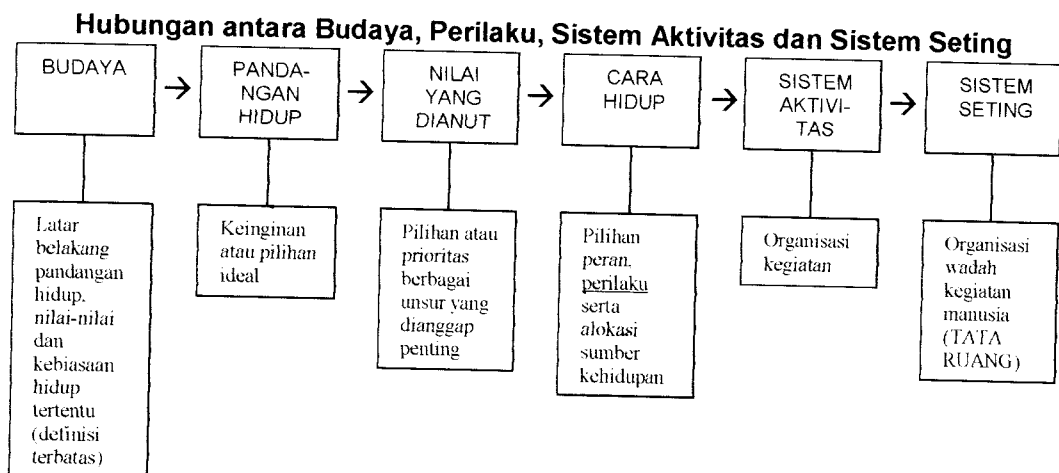 Hubungan antara Budaya, Perilaku, Sistem Aktivitas dan Sistem Seting
BUDAYA
PANDA-
NGAN
HIDUP
NILAI
YANG
DIANUT
CARA
HIDUP
SISTEM
AKTIVI-
TAS
SISTEM
SETING
Latar
belakang
pandangan
hidup,
nilai-nilai
dan
kebiasaan
hidup
tertentu
(definisi
terbatas)
Keinginan
atau pilihan
ideal
Pilihan atau
prioritas
berbagai
unsur yang
dianggap
penting
Pilihan
peran,
perilaku
serta
alokasi
sumber
kehidupan
Organisasi
kegiatan
Organisasi
wadah
kegiatan
manusia
(TATA
RUANG)